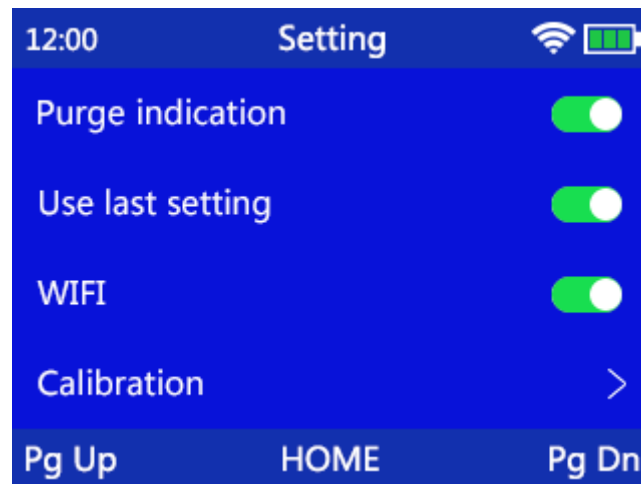 12:00 Setting
Purge indication
Use last setting
WIFI
Calibration
Pg Up HOME Pg Dn